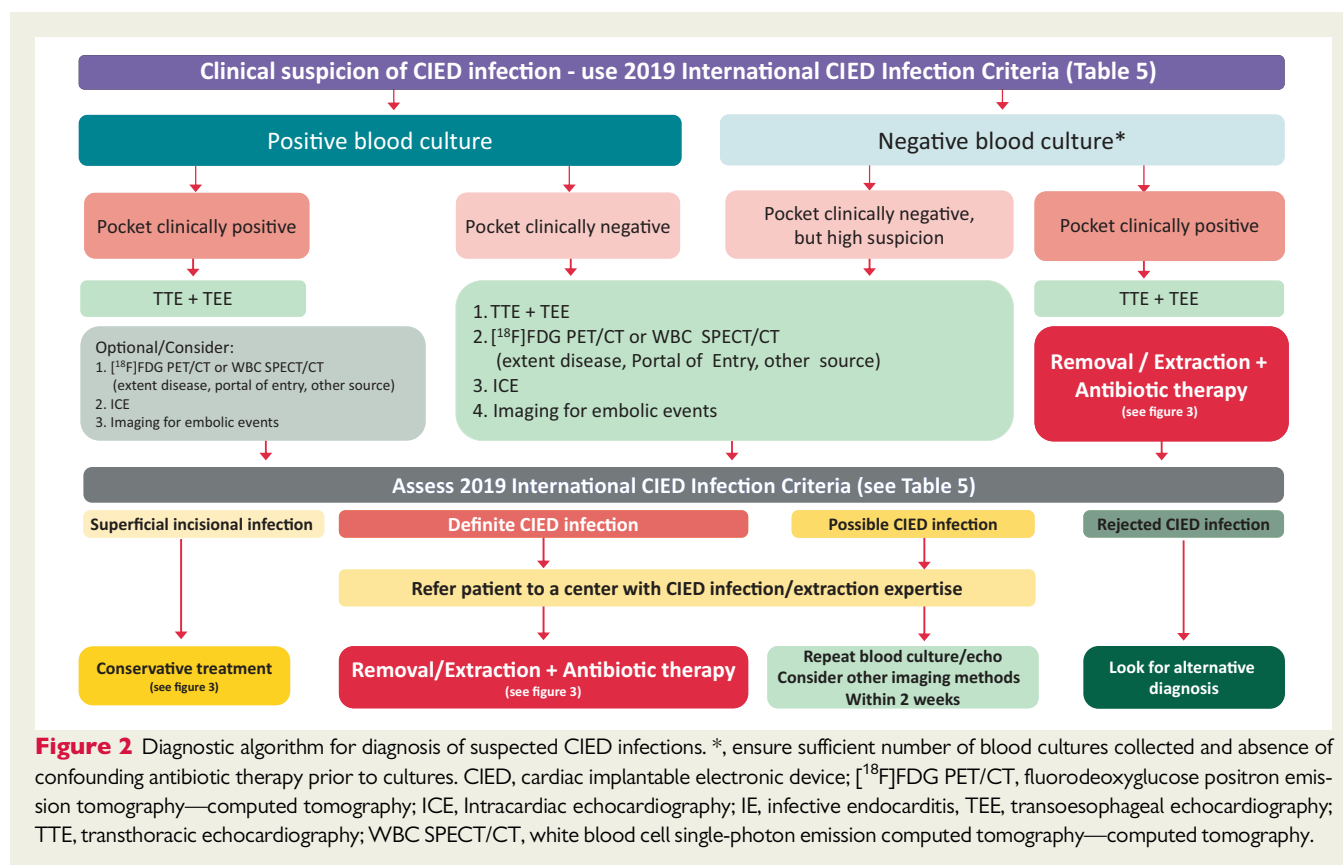 Clinical suspicion of CIED infection - use 2019 International CIED Infection Criteria (Table 5)
Positive blood culture
Negative blood culture*
Pocket clinically positive
Pocket clinically negative
Pocket clinically negative,
but high suspicion
Pocket clinically positive
TTE + TEE
Optional/Consider:
1. [¹⁸F]FDG PET/CT or WBC SPECT/CT
(extent disease, portal of entry, other source)
2. ICE
3. Imaging for embolic events
1. TTE + TEE
2. [¹⁸F]FDG PET/CT or WBC SPECT/CT
(extent disease, Portal of Entry, other source)
3. ICE
4. Imaging for embolic events
TTE + TEE
Removal / Extraction +
Antibiotic therapy
(see figure 3)
Assess 2019 International CIED Infection Criteria (see Table 5)
Superficial incisional infection
Definite CIED infection
Possible CIED infection
Rejected CIED infection
Refer patient to a center with CIED infection/extraction expertise
Conservative treatment
(see figure 3)
Removal/Extraction + Antibiotic therapy
(see figure 3)
Repeat blood culture/echo
Consider other imaging methods
Within 2 weeks
Look for alternative
diagnosis
Figure 2 Diagnostic algorithm for diagnosis of suspected CIED infections. *, ensure sufficient number of blood cultures collected and absence of
confounding antibiotic therapy prior to cultures. CIED, cardiac implantable electronic device; [¹⁸F]FDG PET/CT, fluorodeoxyglucose positron emis-
sion tomography—computed tomography; ICE, Intracardiac echocardiography; IE, infective endocarditis, TEE, transoesophageal echocardiography;
TTE, transthoracic echocardiography; WBC SPECT/CT, white blood cell single-photon emission computed tomography—computed tomography.